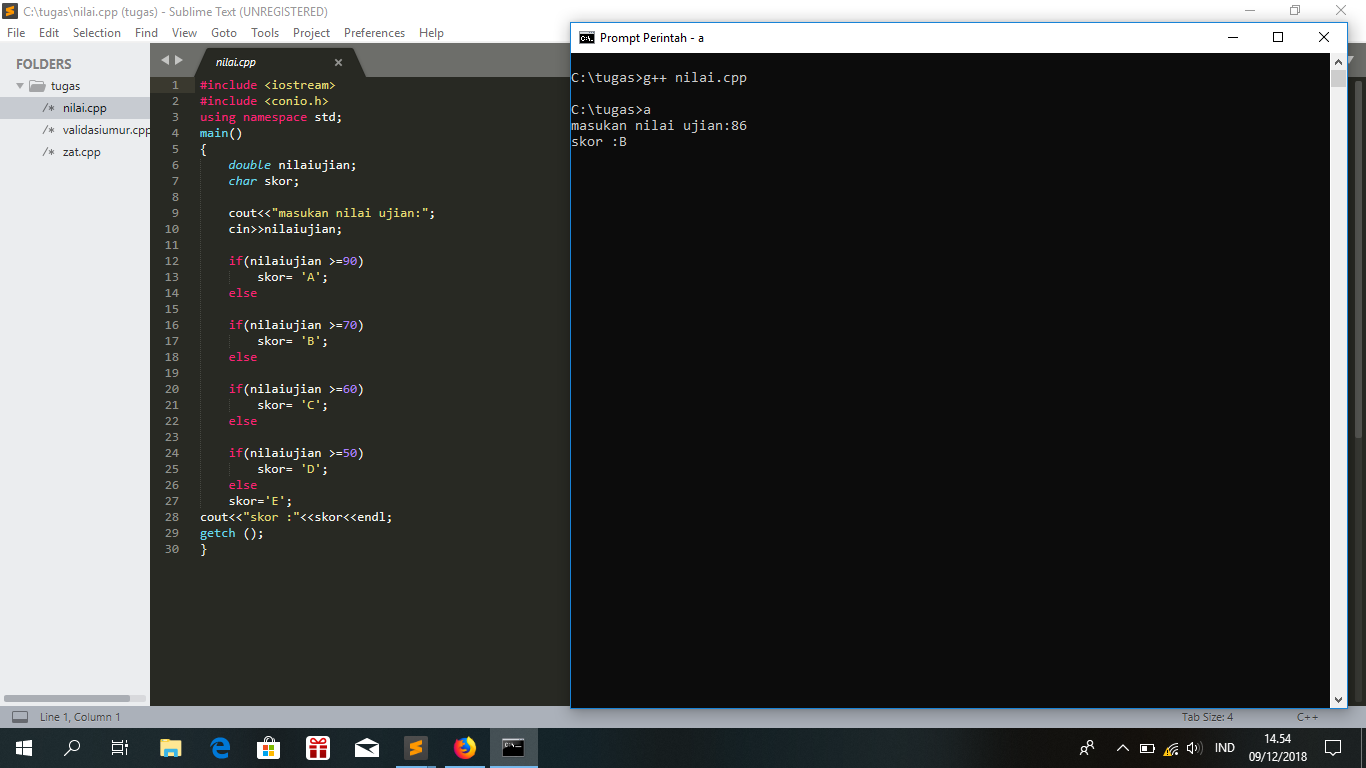 C:\tugas\nilai.cpp (tugas) - Sublime Text (UNREGISTERED)
File Edit Selection Find View Goto Tools Project Preferences Help
FOLDERS
tugas
/* nilai.cpp
/* validasiumur.cpp
/* zat.cpp
nilai.cpp
1 #include <iostream>
2 #include <conio.h>
3 using namespace std;
4 main()
5 {
6 double nilaiujian;
7 char skor;
8
9 cout<<"masukan nilai ujian:";
10 cin>>nilaiujian;
11
12 if(nilaiujian >=90)
13 skor= 'A';
14 else
15
16 if(nilaiujian >=70)
17 skor= 'B';
18 else
19
20 if(nilaiujian >=60)
21 skor= 'C';
22 else
23
24 if(nilaiujian >=50)
25 skor= 'D';
26 else
27 skor='E';
28 cout<<"skor :"<<skor<<endl;
29 getch ();
30 }
Prompt Perintah - a
C:\tugas>g++ nilai.cpp
C:\tugas>a
masukan nilai ujian:86
skor :B
Line 1, Column 1
Tab Size: 4
C++
IND
14.54
09/12/2018